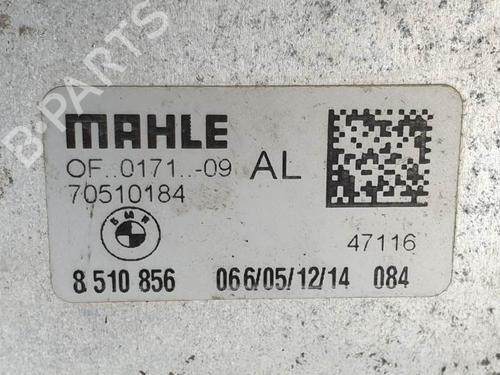 B-PARTS
MAHLE
OF..0171..-09 AL
70510184
BMW
47116
8 510 856 066/05/12/14 084